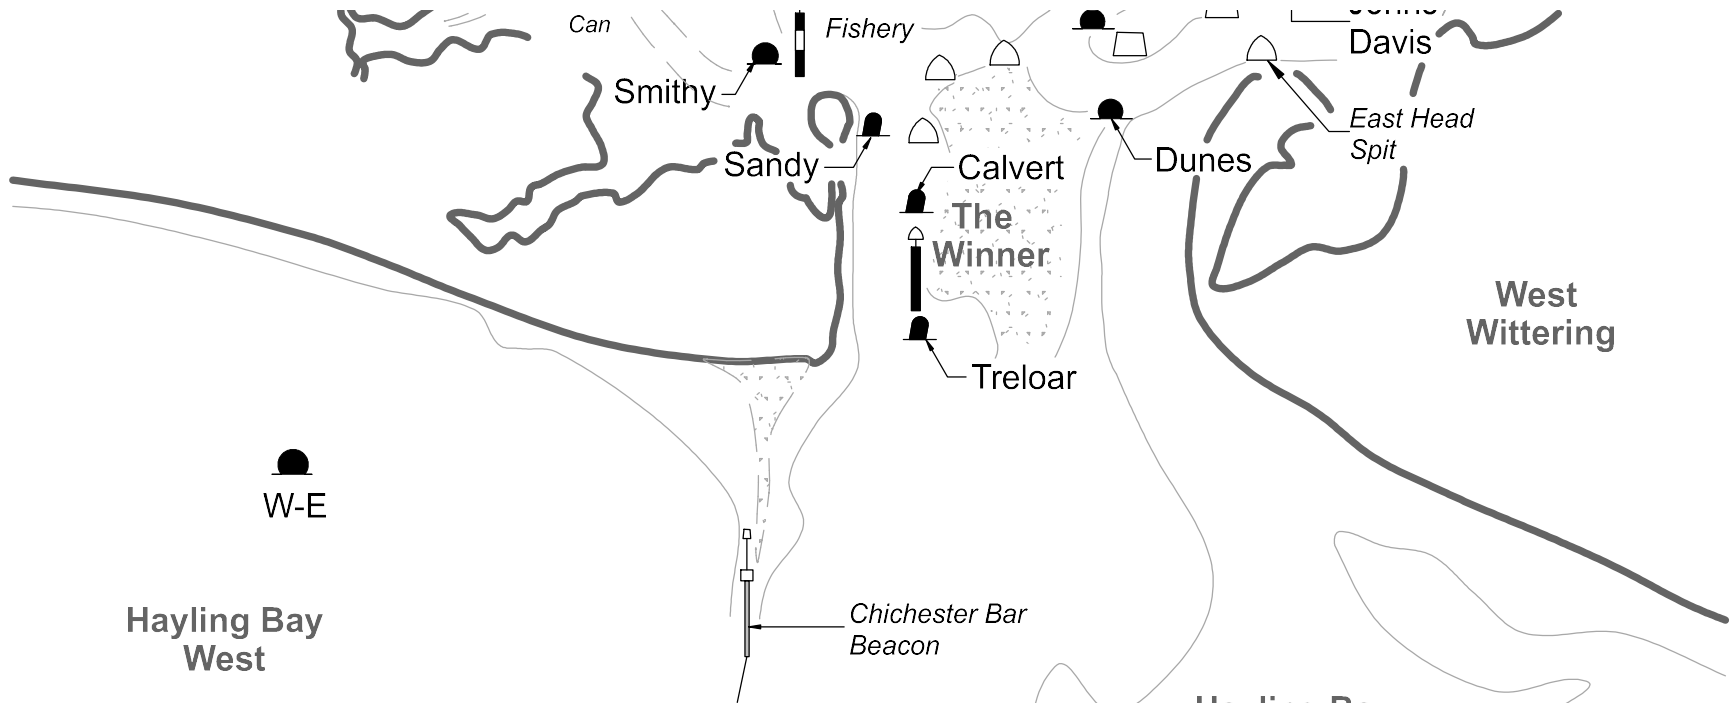 Can
Fishery
Davis
Smithy
East Head
Spit
Sandy
Calvert
Dunes
The
Winner
West
Wittering
Treloar
W-E
Hayling Bay
West
Chichester Bar
Beacon